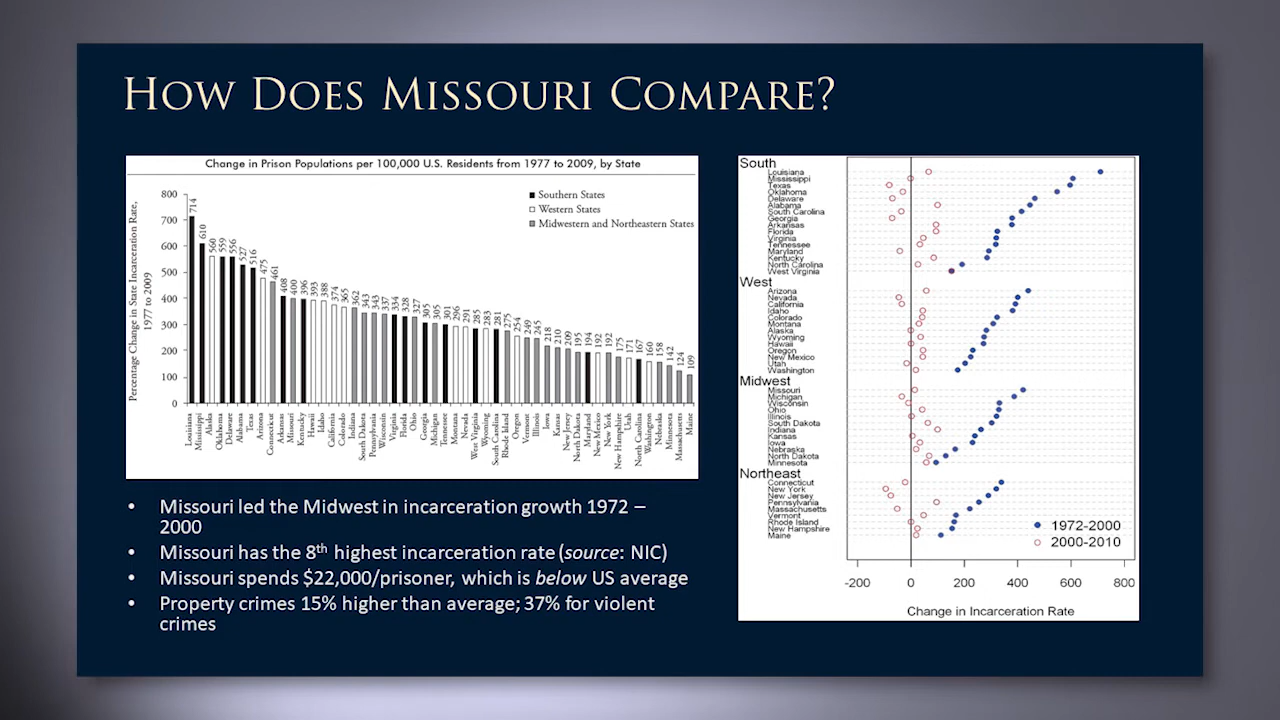 How Does Missouri Compare?
Change in Prison Populations per 100,000 U.S. Residents from 1977 to 2009, by State
Percentage Change in State Incarceration Rate,
1977 to 2009
800
700
600
500
400
300
200
100
0
Southern States
Western States
Midwestern and Northeastern States
714 610 560 559 556 527 516 475 461 408 400 396 393 388 374 365 362 343 343 337 334 328 327 305 305 301 296 291 285 283 281 275 254 249 245 218 210 209 195 194 192 192 175 171 167 160 158 142 124 109
Louisiana
Mississippi
Alaska
Oklahoma
Delaware
Alabama
Texas
Arizona
Connecticut
Arkansas
Missouri
Kentucky
Hawaii
Idaho
California
Colorado
Indiana
South Dakota
Pennsylvania
Wisconsin
Virginia
Florida
Ohio
Georgia
Michigan
Tennessee
Montana
Nevada
West Virginia
Wyoming
South Carolina
Rhode Island
Oregon
Vermont
Illinois
Iowa
Kansas
New Jersey
North Dakota
Maryland
New Mexico
New York
New Hampshire
Utah
North Carolina
Washington
Nebraska
Minnesota
Massachusetts
Maine
• Missouri led the Midwest in incarceration growth 1972 –
2000
• Missouri has the 8th highest incarceration rate (source: NIC)
• Missouri spends $22,000/prisoner, which is below US average
• Property crimes 15% higher than average; 37% for violent
crimes
South
Louisiana
Mississippi
Texas
Oklahoma
Delaware
Alabama
South Carolina
Georgia
Arkansas
Florida
Virginia
Tennessee
Maryland
Kentucky
North Carolina
West Virginia
West
Arizona
Nevada
California
Idaho
Colorado
Montana
Alaska
Wyoming
Hawaii
Oregon
New Mexico
Utah
Washington
Midwest
Missouri
Michigan
Wisconsin
Ohio
Illinois
South Dakota
Indiana
Kansas
Iowa
Nebraska
North Dakota
Minnesota
Northeast
Connecticut
New York
New Jersey
Pennsylvania
Massachusetts
Vermont
Rhode Island
New Hampshire
Maine
1972-2000
2000-2010
-200 0 200 400 600 800
Change in Incarceration Rate